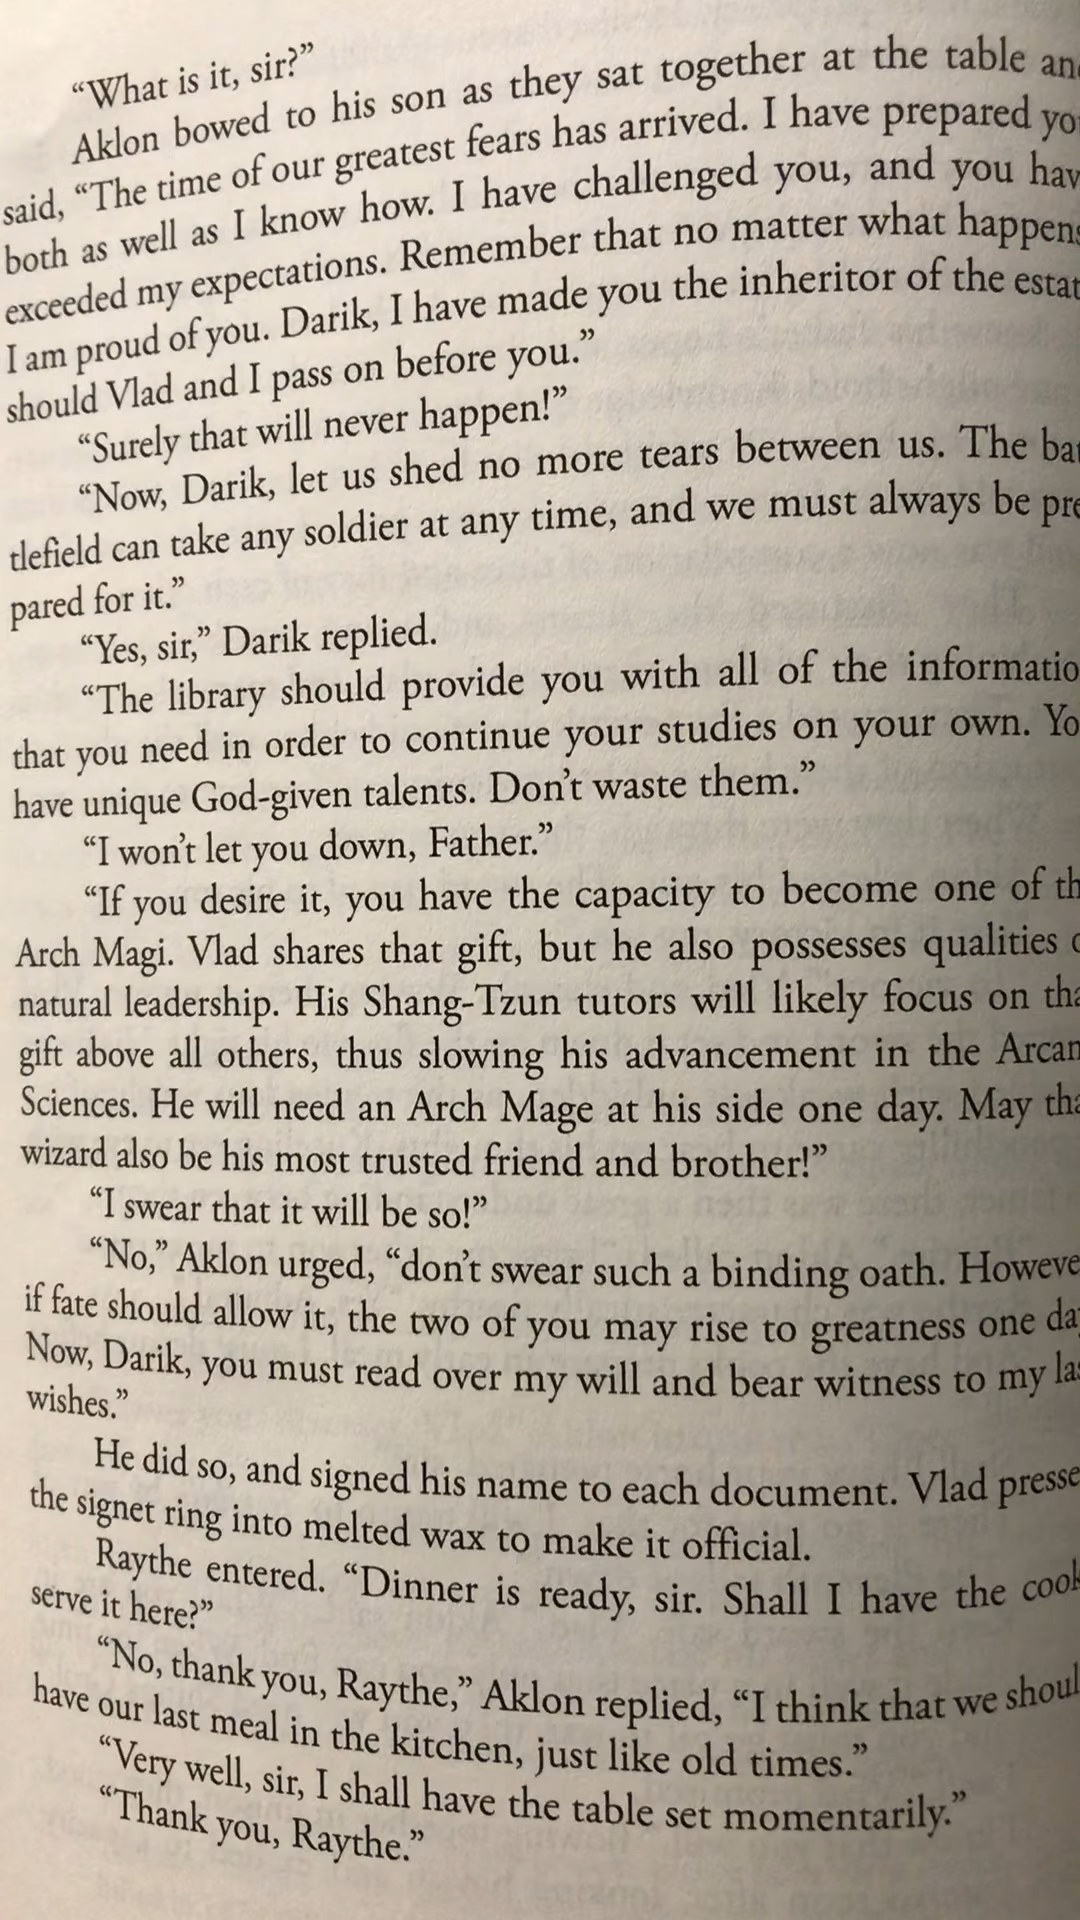 “What is it, sir?”
Aklon bowed to his son as they sat together at the table an
said, “The time of our greatest fears has arrived. I have prepared yo
both as well as I know how. I have challenged you, and you hav
exceeded my expectations. Remember that no matter what happens
I am proud of you. Darik, I have made you the inheritor of the estat
should Vlad and I pass on before you.”
“Surely that will never happen!”
“Now, Darik, let us shed no more tears between us. The bat
tlefield can take any soldier at any time, and we must always be pre
pared for it.”
“Yes, sir,” Darik replied.
“The library should provide you with all of the informatio
that you need in order to continue your studies on your own. Yo
have unique God-given talents. Don’t waste them.”
“I won’t let you down, Father.”
“If you desire it, you have the capacity to become one of th
Arch Magi. Vlad shares that gift, but he also possesses qualities
natural leadership. His Shang-Tzun tutors will likely focus on tha
gift above all others, thus slowing his advancement in the Arcan
Sciences. He will need an Arch Mage at his side one day. May tha
wizard also be his most trusted friend and brother!”
“I swear that it will be so!”
“No,” Aklon urged, “don’t swear such a binding oath. Howeve
if fate should allow it, the two of you may rise to greatness one day
Now, Darik, you must read over my will and bear witness to my las
wishes.”
He did so, and signed his name to each document. Vlad presse
the signet ring into melted wax to make it official.
Raythe entered. “Dinner is ready, sir. Shall I have the cook
serve it here?”
“No, thank you, Raythe,” Aklon replied, “I think that we shoul
have our last meal in the kitchen, just like old times.”
“Very well, sir, I shall have the table set momentarily.”
“Thank you, Raythe.”